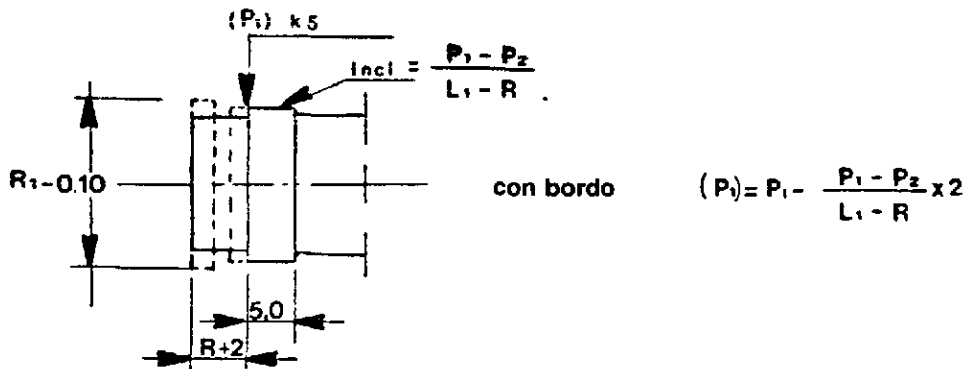 (P₁) k5
Incl = P₁ - P₂ / L₁ - R .
R₁-0.10
con bordo
(P₁) = P₁ - P₁ - P₂ / L₁ - R x 2
5,0
R+2